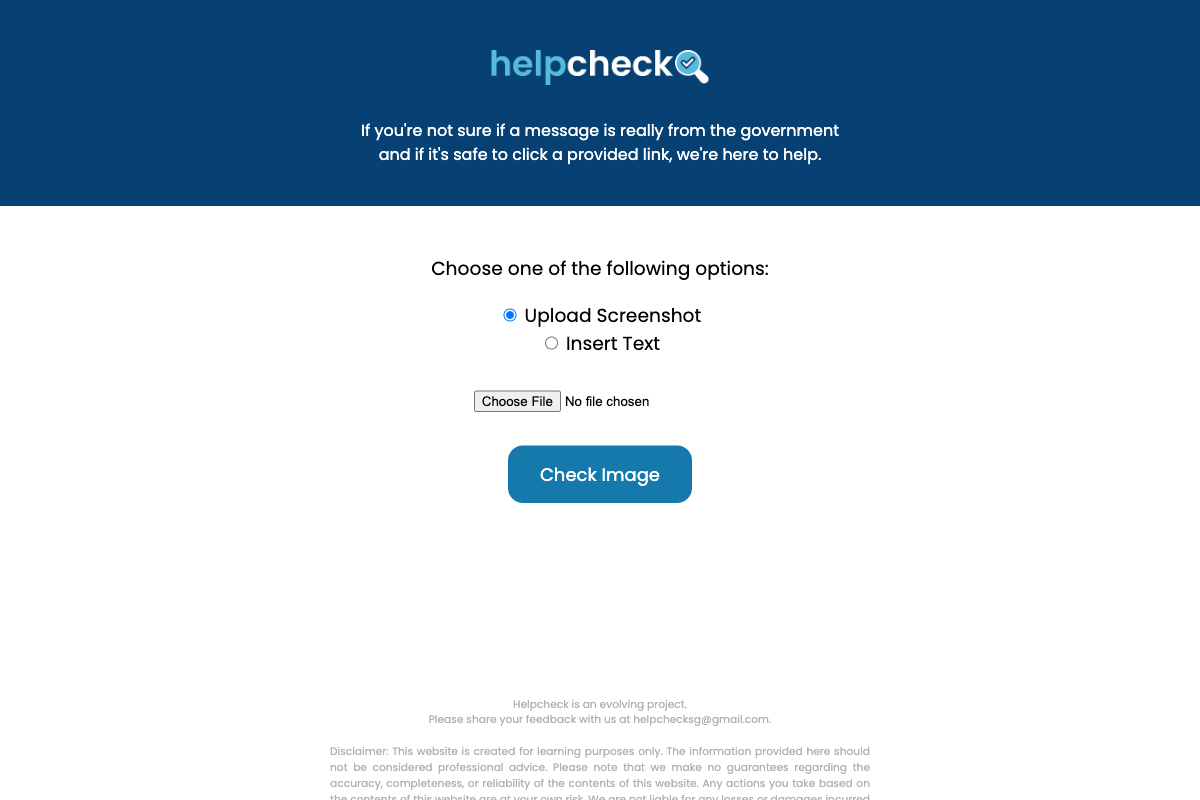 helpcheck
If you're not sure if a message is really from the government
and if it's safe to click a provided link, we're here to help.
Choose one of the following options:
Upload Screenshot
Insert Text
Choose File No file chosen
Check Image
Helpcheck is an evolving project.
Please share your feedback with us at helpchecksg@gmail.com.
Disclaimer: This website is created for learning purposes only. The information provided here should
not be considered professional advice. Please note that we make no guarantees regarding the
accuracy, completeness, or reliability of the contents of this website. Any actions you take based on
the contents of this website are at your own risk. We are not liable for any losses or damages incurred